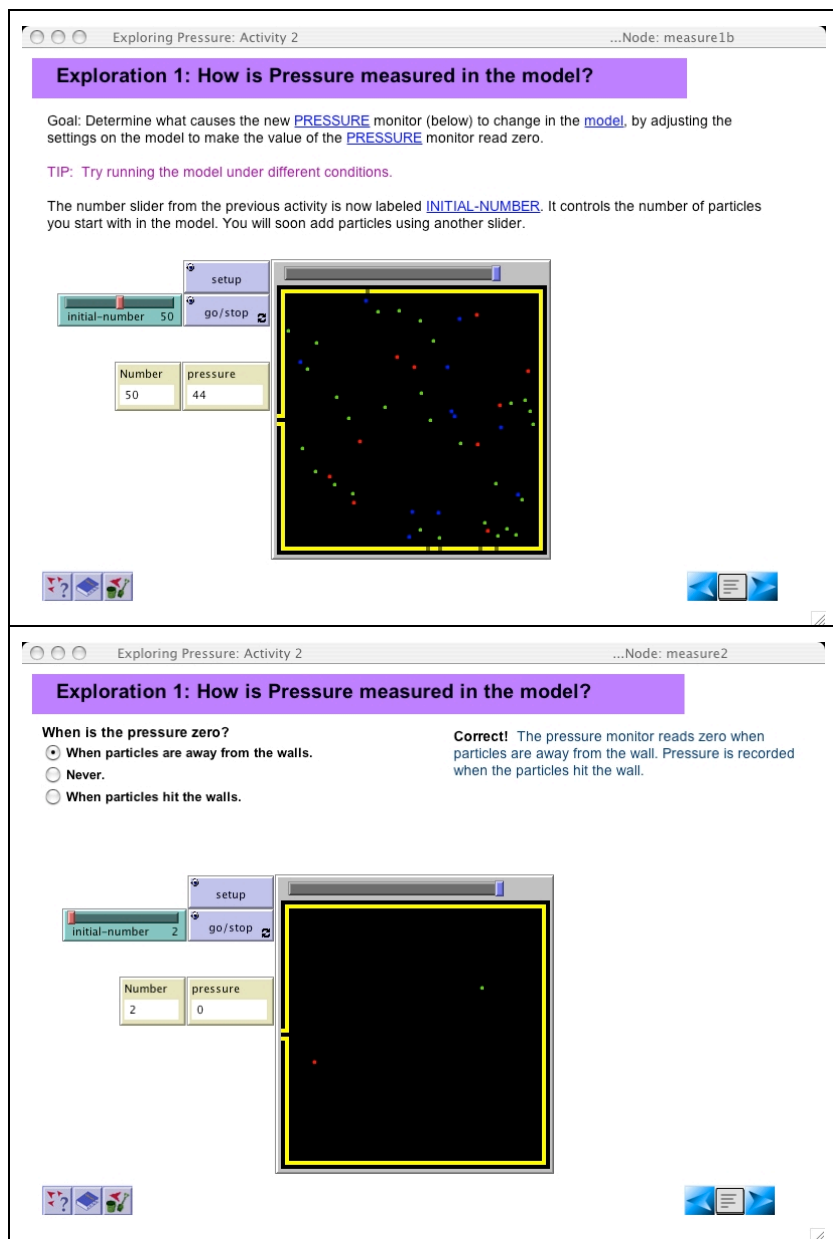 Exploring Pressure: Activity 2 ...Node: measure1b
Exploration 1: How is Pressure measured in the model?
Goal: Determine what causes the new PRESSURE monitor (below) to change in the model, by adjusting the
settings on the model to make the value of the PRESSURE monitor read zero.
TIP: Try running the model under different conditions.
The number slider from the previous activity is now labeled INITIAL-NUMBER. It controls the number of particles
you start with in the model. You will soon add particles using another slider.
setup
initial-number 50
go/stop
Number
50
pressure
44
?
Exploring Pressure: Activity 2 ...Node: measure2
Exploration 1: How is Pressure measured in the model?
When is the pressure zero?
When particles are away from the walls.
Never.
When particles hit the walls.
Correct! The pressure monitor reads zero when
particles are away from the wall. Pressure is recorded
when the particles hit the wall.
setup
initial-number 2
go/stop
Number
2
pressure
0
?